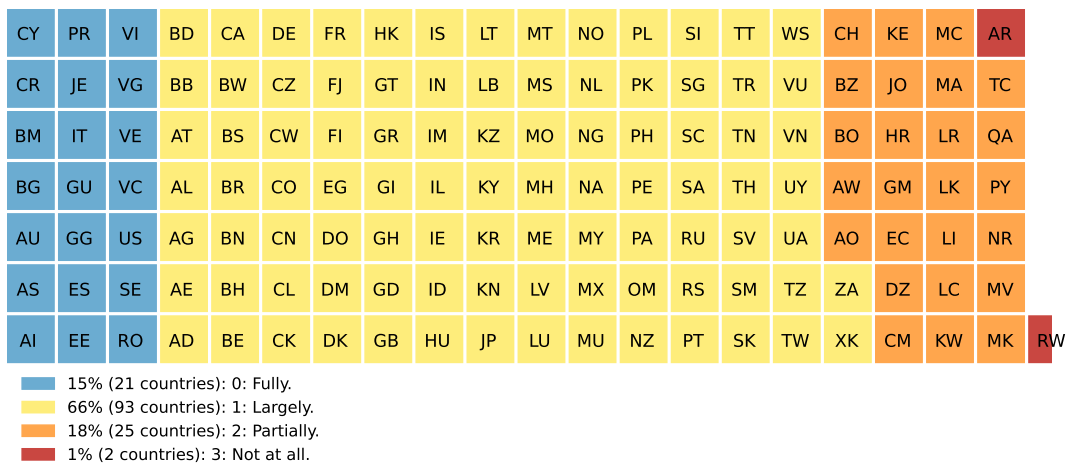 CY PR VI BD CA DE FR HK IS LT MT NO PL SI TT WS CH KE MC AR
CR JE VG BB BW CZ FJ GT IN LB MS NL PK SG TR VU BZ JO MA TC
BM IT VE AT BS CW FI GR IM KZ MO NG PH SC TN VN BO HR LR QA
BG GU VC AL BR CO EG GI IL KY MH NA PE SA TH UY AW GM LK PY
AU GG US AG BN CN DO GH IE KR ME MY PA RU SV UA AO EC LI NR
AS ES SE AE BH CL DM GD ID KN LV MX OM RS SM TZ ZA DZ LC MV
AI EE RO AD BE CK DK GB HU JP LU MU NZ PT SK TW XK CM KW MK RW
15% (21 countries): 0: Fully.
66% (93 countries): 1: Largely.
18% (25 countries): 2: Partially.
1% (2 countries): 3: Not at all.